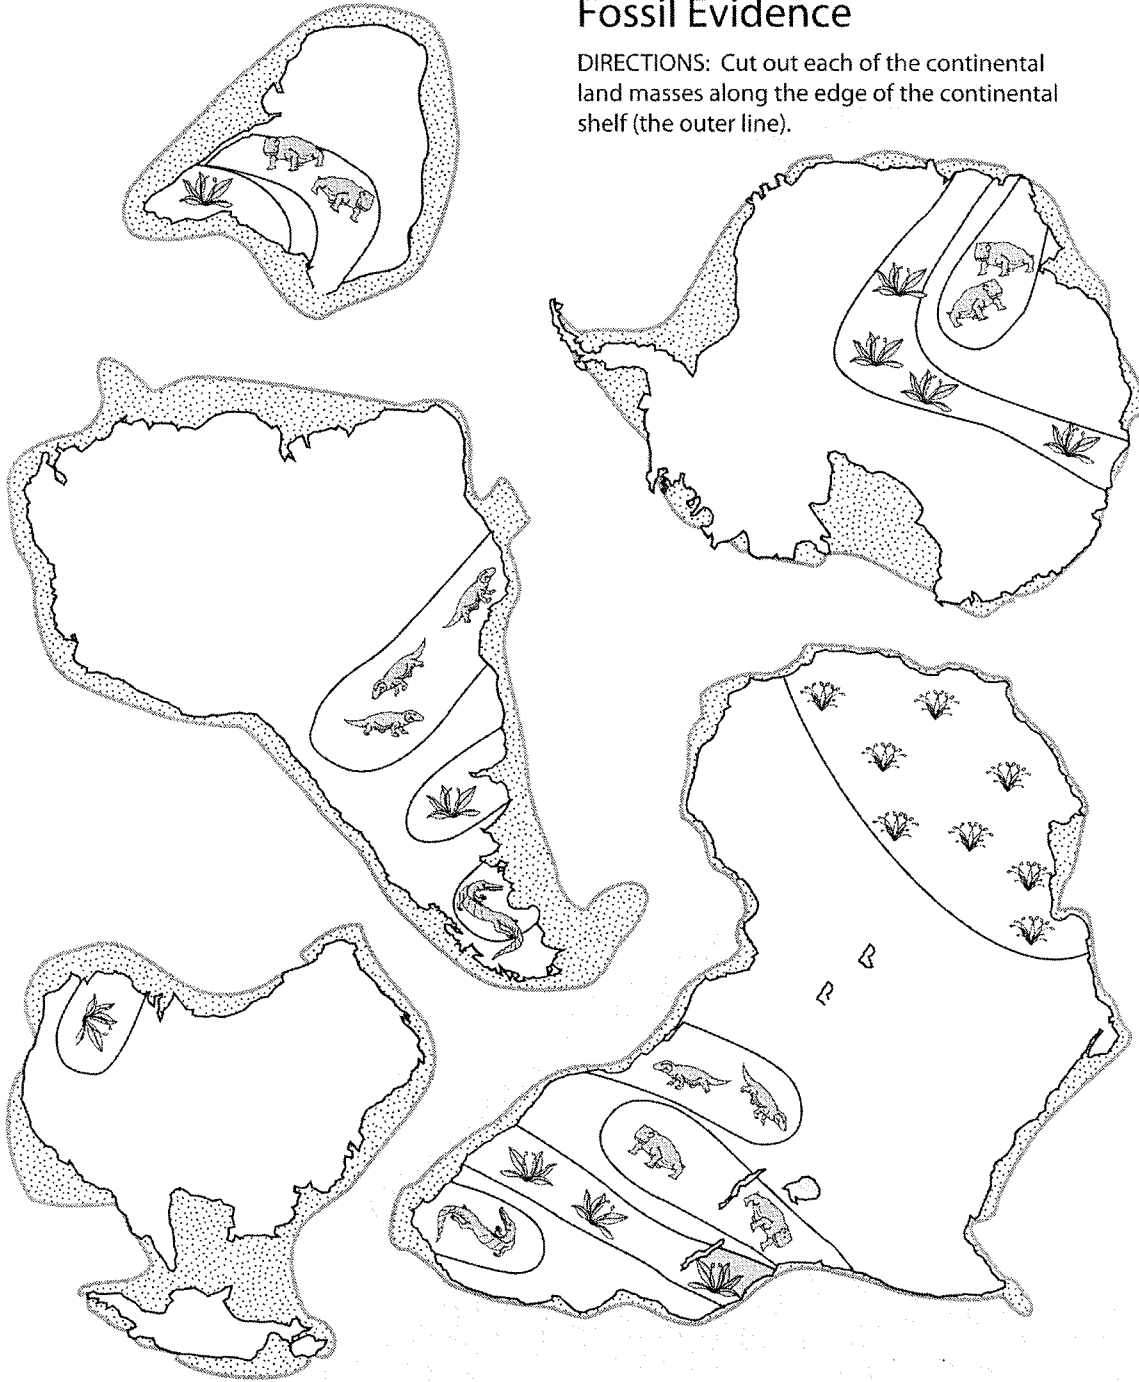 Fossil Evidence
DIRECTIONS: Cut out each of the continental
land masses along the edge of the continental
shelf (the outer line).